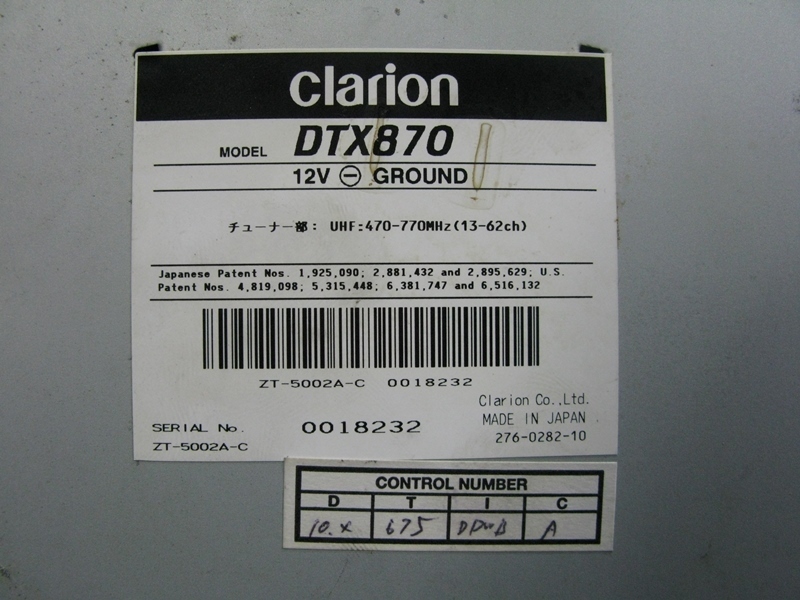 clarion
MODEL DTX870
12V ⊖ GROUND
チューナー部: UHF:470-770MHz(13-62ch)
Japanese Patent Nos. 1,925,090; 2,881,432 and 2,895,629; U.S.
Patent Nos. 4,819,098; 5,315,448; 6,381,747 and 6,516,132
ZT-5002A-C 0018232
Clarion Co.,Ltd.
MADE IN JAPAN
276-0282-10
SERIAL No. 0018232
ZT-5002A-C
CONTROL NUMBER
D T I C
10.x 675 A